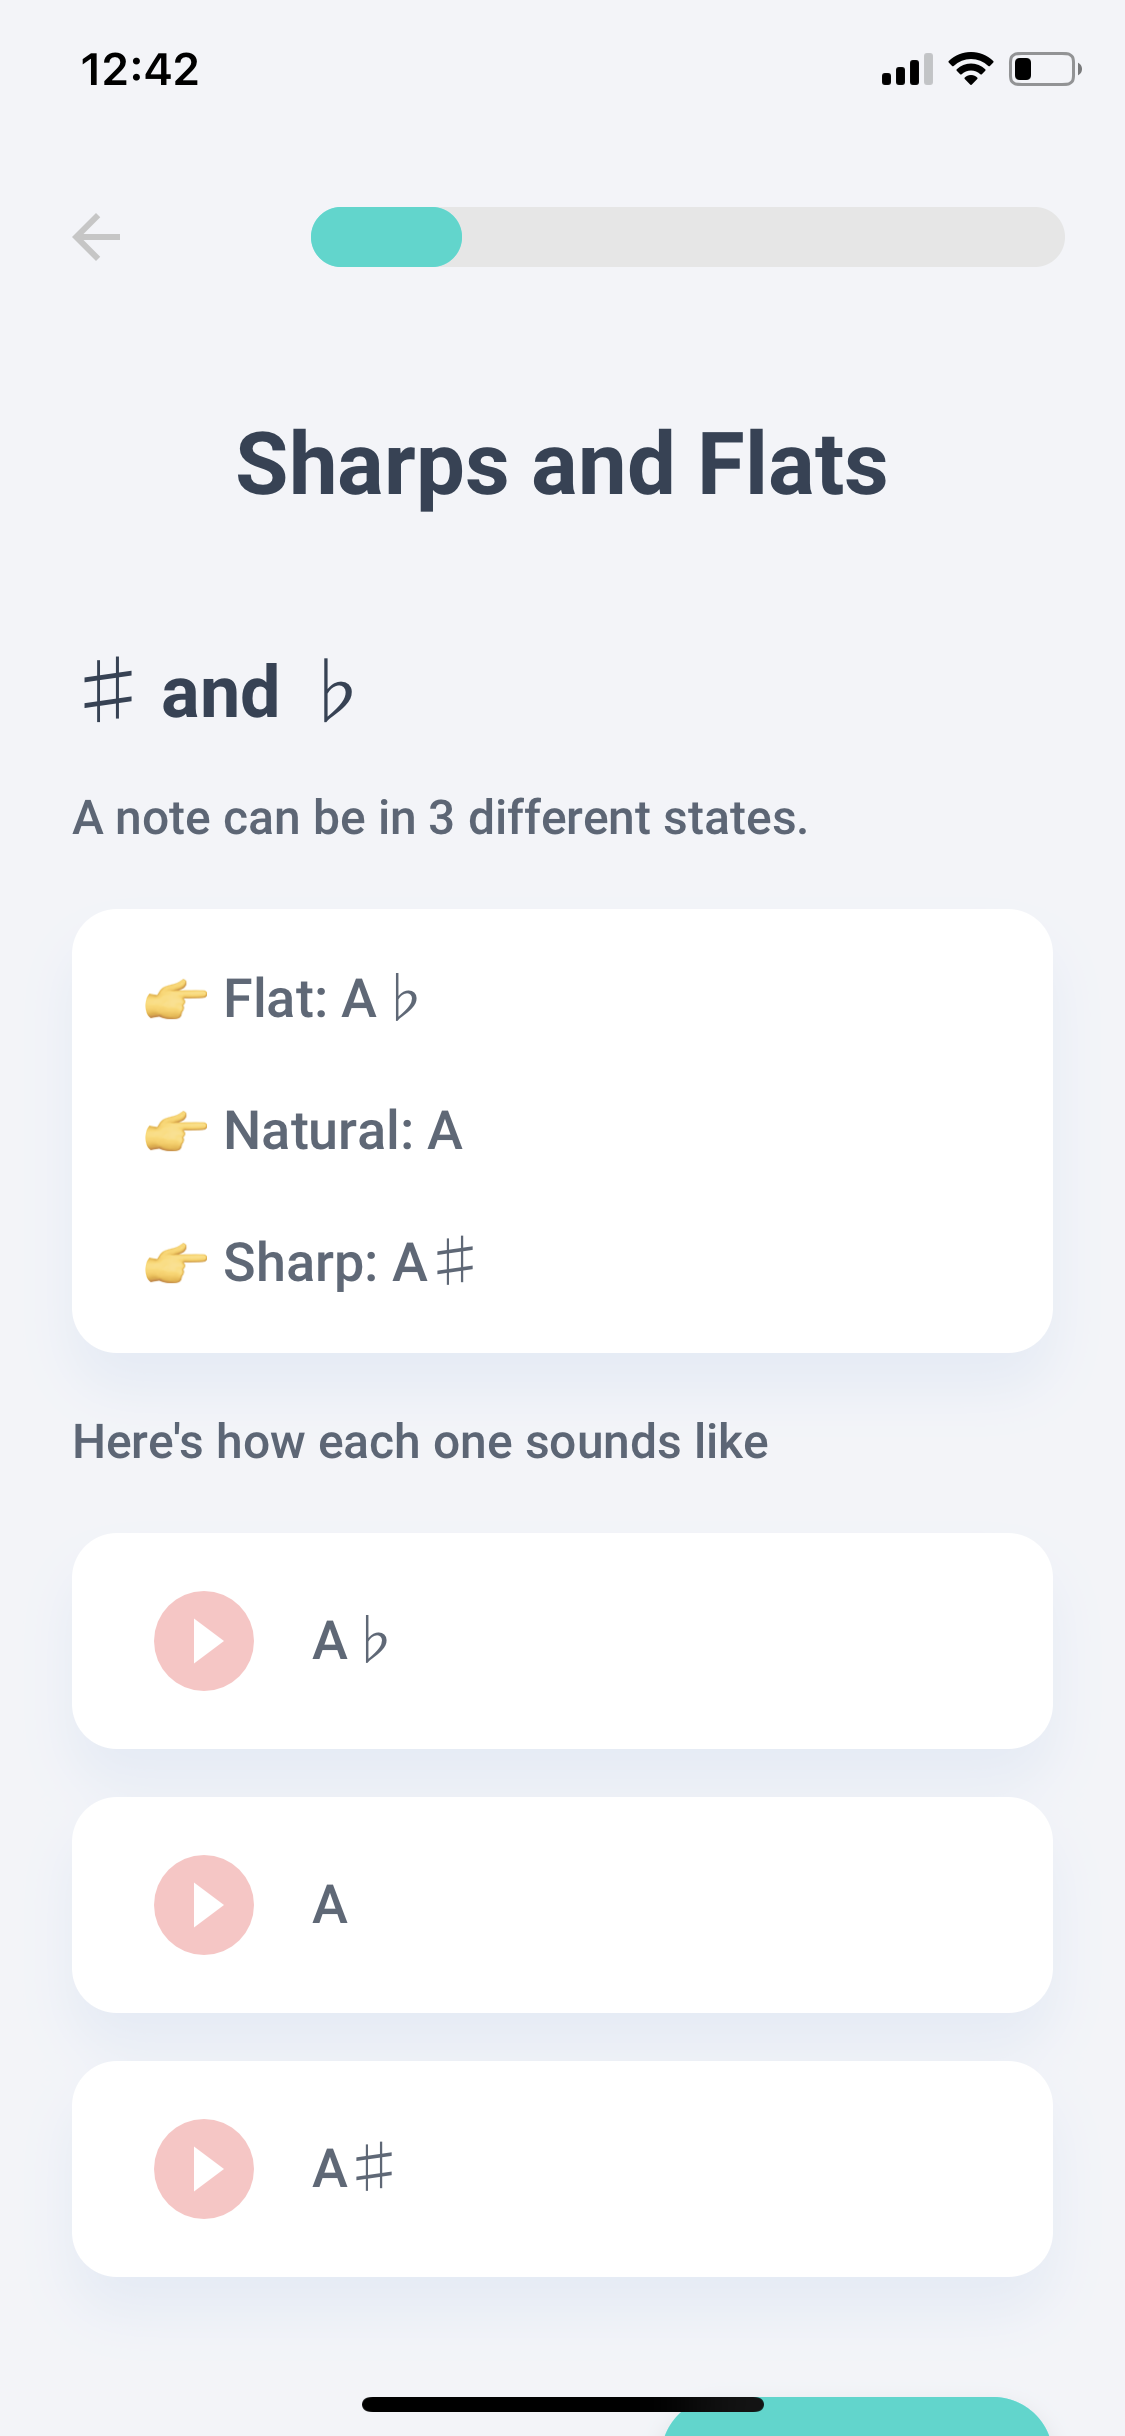 12:42
Sharps and Flats
♯ and ♭
A note can be in 3 different states.
👉 Flat: A♭
👉 Natural: A
👉 Sharp: A♯
Here's how each one sounds like
A♭
A
A♯